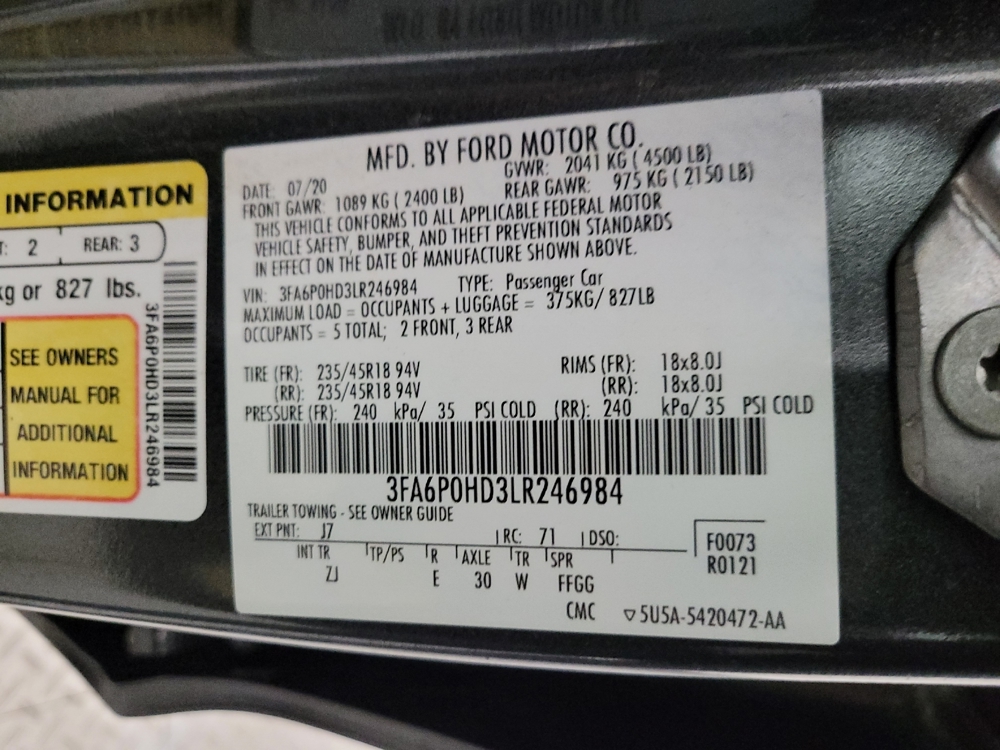 MFD. BY FORD MOTOR CO.
DATE: 07/20 GVWR: 2041 KG ( 4500 LB)
FRONT GAWR: 1089 KG ( 2400 LB) REAR GAWR: 975 KG ( 2150 LB)
THIS VEHICLE CONFORMS TO ALL APPLICABLE FEDERAL MOTOR
VEHICLE SAFETY, BUMPER, AND THEFT PREVENTION STANDARDS
IN EFFECT ON THE DATE OF MANUFACTURE SHOWN ABOVE.
VIN: 3FA6P0HD3LR246984 TYPE: Passenger Car
MAXIMUM LOAD = OCCUPANTS + LUGGAGE = 375KG/ 827LB
OCCUPANTS = 5 TOTAL; 2 FRONT, 3 REAR
TIRE (FR): 235/45R18 94V RIMS (FR): 18x8.0J
(RR): 235/45R18 94V (RR): 18x8.0J
PRESSURE (FR): 240 kPa/ 35 PSI COLD (RR): 240 kPa/ 35 PSI COLD
3FA6P0HD3LR246984
TRAILER TOWING - SEE OWNER GUIDE
EXT PNT: J7 RC: 71 DSO:
INT TR TP/PS R AXLE TR SPR
ZJ E 30 W FFGG
F0073
R0121
CMC ▽5U5A-5420472-AA
INFORMATION
T: 2 REAR: 3
kg or 827 lbs.
SEE OWNERS
MANUAL FOR
ADDITIONAL
INFORMATION
3FA6P0HD3LR246984